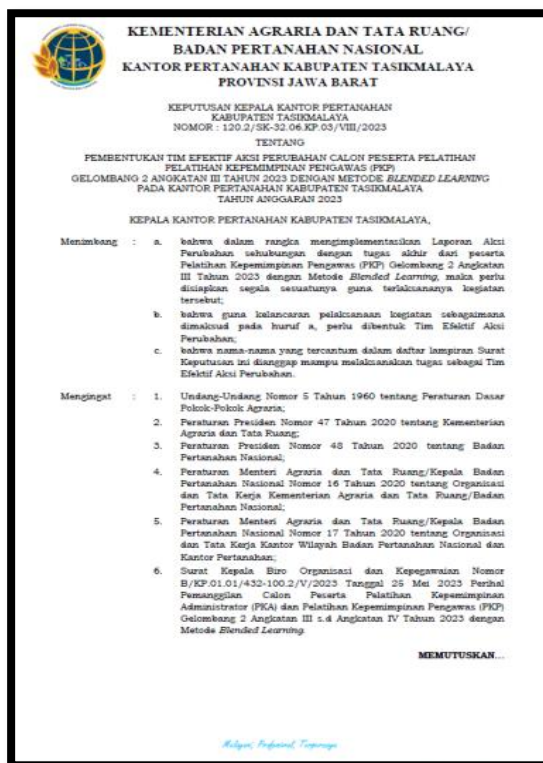 KEMENTERIAN AGRARIA DAN TATA RUANG/
BADAN PERTANAHAN NASIONAL
KANTOR PERTANAHAN KABUPATEN TASIKMALAYA
PROVINSI JAWA BARAT
KEPUTUSAN KEPALA KANTOR PERTANAHAN
KABUPATEN TASIKMALAYA
NOMOR : 120.2/SK-32.06.KP.03/VIII/2023
TENTANG
PEMBENTUKAN TIM EFEKTIF AKSI PERUBAHAN CALON PESERTA PELATIHAN
PELATIHAN KEPEMIMPINAN PENGAWAS (PKP)
GELOMBANG 2 ANGKATAN III TAHUN 2023 DENGAN METODE BLENDED LEARNING
PADA KANTOR PERTANAHAN KABUPATEN TASIKMALAYA
TAHUN ANGGARAN 2023
KEPALA KANTOR PERTANAHAN KABUPATEN TASIKMALAYA,
Menimbang : a. bahwa dalam rangka mengimplementasikan Laporan Aksi
Perubahan sehubungan dengan tugas akhir dari peserta
Pelatihan Kepemimpinan Pengawas (PKP) Gelombang 2 Angkatan
III Tahun 2023 dengan Metode Blended Learning, maka perlu
disiapkan segala sesuatunya guna terlaksananya kegiatan
tersebut;
b. bahwa guna kelancaran pelaksanaan kegiatan sebagaimana
dimaksud pada huruf a, perlu dibentuk Tim Efektif Aksi
Perubahan;
c. bahwa nama-nama yang tercantum dalam daftar lampiran Surat
Keputusan ini dianggap mampu melaksanakan tugas sebagai Tim
Efektif Aksi Perubahan.
Mengingat : 1. Undang-Undang Nomor 5 Tahun 1960 tentang Peraturan Dasar
Pokok-Pokok Agraria;
2. Peraturan Presiden Nomor 47 Tahun 2020 tentang Kementerian
Agraria dan Tata Ruang;
3. Peraturan Presiden Nomor 48 Tahun 2020 tentang Badan
Pertanahan Nasional;
4. Peraturan Menteri Agraria dan Tata Ruang/Kepala Badan
Pertanahan Nasional Nomor 16 Tahun 2020 tentang Organisasi
dan Tata Kerja Kementerian Agraria dan Tata Ruang/Badan
Pertanahan Nasional;
5. Peraturan Menteri Agraria dan Tata Ruang/Kepala Badan
Pertanahan Nasional Nomor 17 Tahun 2020 tentang Organisasi
dan Tata Kerja Kantor Wilayah Badan Pertanahan Nasional dan
Kantor Pertanahan;
6. Surat Kepala Biro Organisasi dan Kepegawaian Nomor
B/KP.01.01/432-100.2/V/2023 Tanggal 25 Mei 2023 Perihal
Pemanggilan Calon Peserta Pelatihan Kepemimpinan
Administrator (PKA) dan Pelatihan Kepemimpinan Pengawas (PKP)
Gelombang 2 Angkatan III s.d Angkatan IV Tahun 2023 dengan
Metode Blended Learning.
MEMUTUSKAN...
Melayani, Profesional, Terpercaya